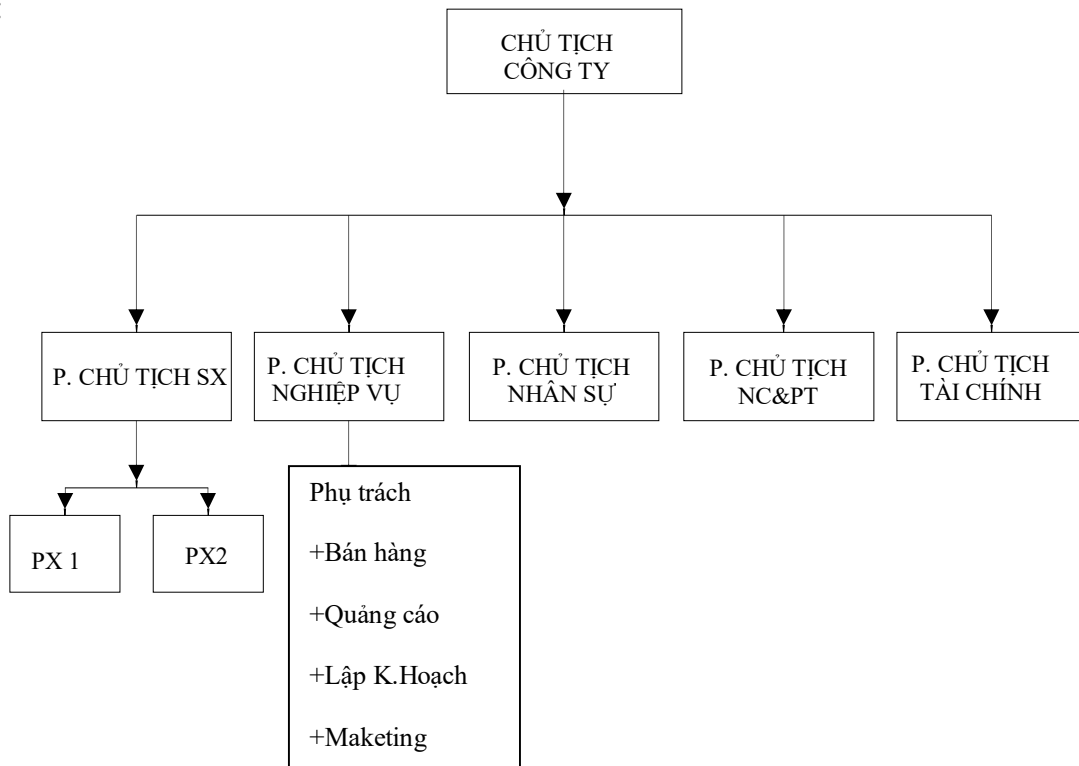 CHỦ TỊCH
CÔNG TY
P. CHỦ TỊCH SX
P. CHỦ TỊCH
NGHIỆP VỤ
P. CHỦ TỊCH
NHÂN SỰ
P. CHỦ TỊCH
NC&PT
P. CHỦ TỊCH
TÀI CHÍNH
PX 1
PX2
Phụ trách
+Bán hàng
+Quảng cáo
+Lập K.Hoạch
+Maketing